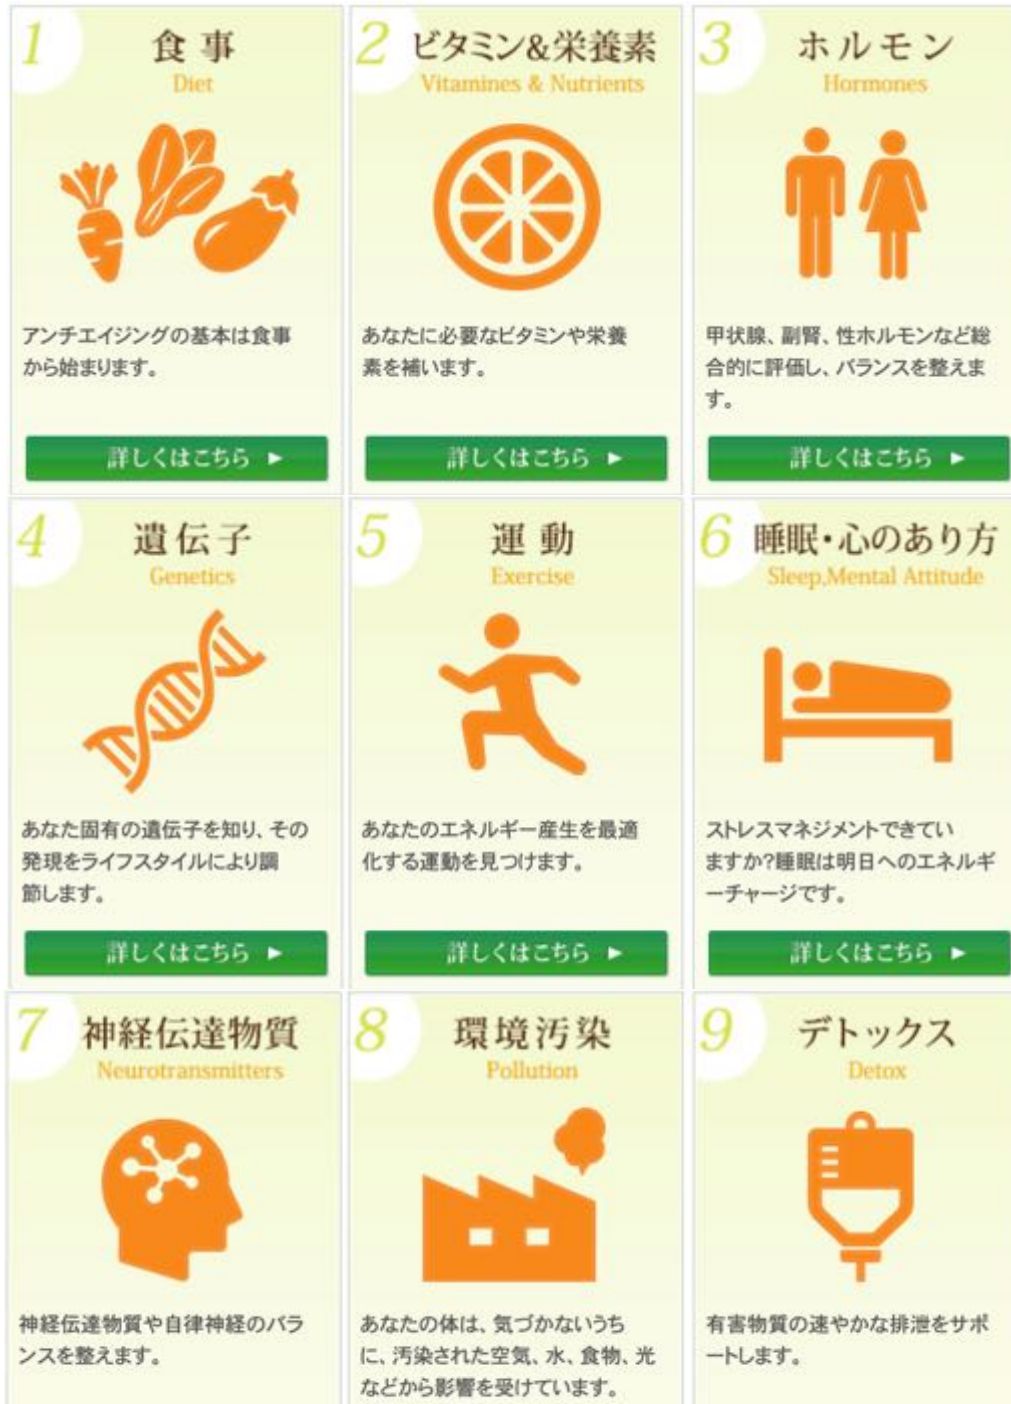 1
食事
Diet
アンチエイジングの基本は食事
から始まります。
詳しくはこちら ▶
2
ビタミン&栄養素
Vitamines & Nutrients
あなたに必要なビタミンや栄養
素を補います。
詳しくはこちら ▶
3
ホルモン
Hormones
甲状腺、副腎、性ホルモンなど総
合的に評価し、バランスを整えま
す。
詳しくはこちら ▶
4
遺伝子
Genetics
あなた固有の遺伝子を知り、その
発現をライフスタイルにより調
節します。
詳しくはこちら ▶
5
運動
Exercise
あなたのエネルギー産生を最適
化する運動を見つけます。
詳しくはこちら ▶
6
睡眠・心のあり方
Sleep,Mental Attitude
ストレスマネジメントできてい
ますか?睡眠は明日へのエネルギ
ーチャージです。
詳しくはこちら ▶
7
神経伝達物質
Neurotransmitters
神経伝達物質や自律神経のバラ
ンスを整えます。
8
環境汚染
Pollution
あなたの体は、気づかないうち
に、汚染された空気、水、食物、光
などから影響を受けています。
9
デトックス
Detox
有害物質の速やかな排泄をサポ
ートします。